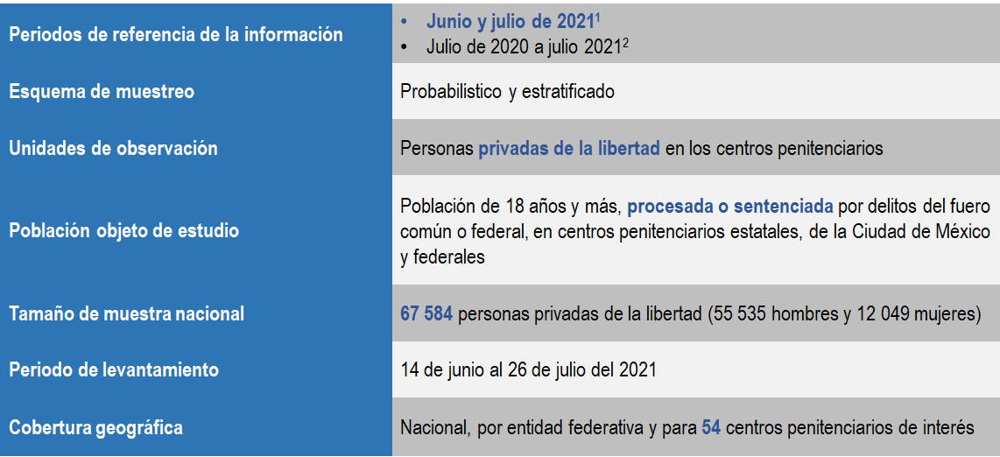 Periodos de referencia de la información
• Junio y julio de 2021¹
• Julio de 2020 a julio 2021²
Esquema de muestreo
Probabilístico y estratificado
Unidades de observación
Personas privadas de la libertad en los centros penitenciarios
Población objeto de estudio
Población de 18 años y más, procesada o sentenciada por delitos del fuero
común o federal, en centros penitenciarios estatales, de la Ciudad de México
y federales
Tamaño de muestra nacional
67 584 personas privadas de la libertad (55 535 hombres y 12 049 mujeres)
Periodo de levantamiento
14 de junio al 26 de julio del 2021
Cobertura geográfica
Nacional, por entidad federativa y para 54 centros penitenciarios de interés